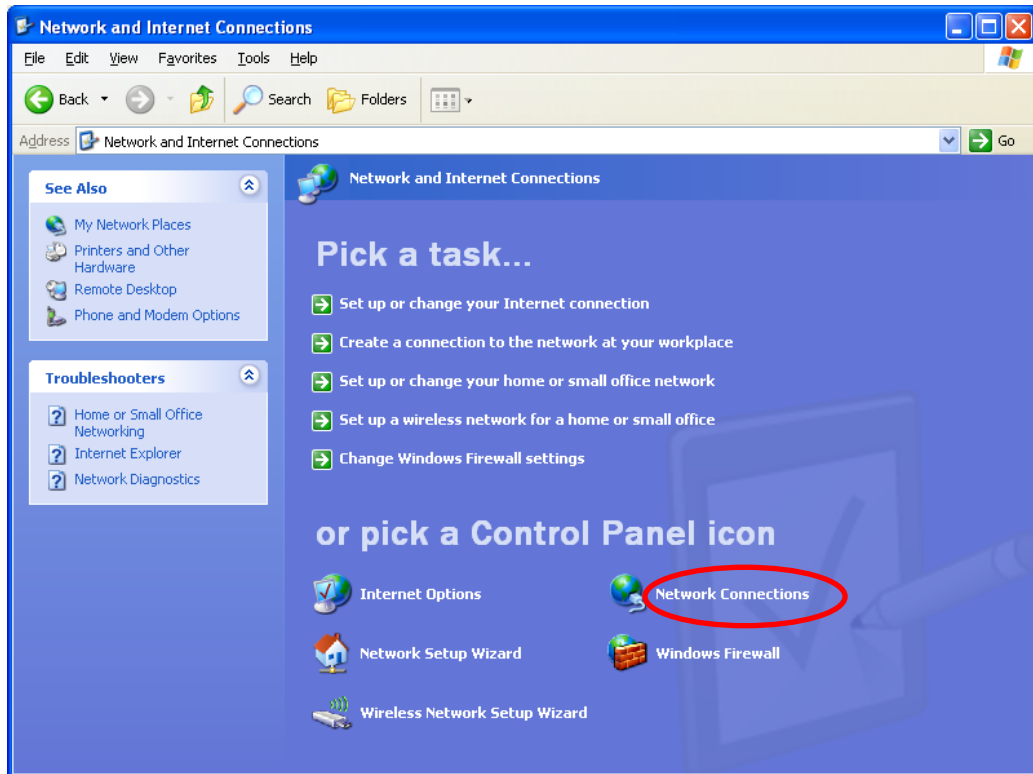 Network and Internet Connections
File Edit View Favorites Tools Help
Back Search Folders
Address Network and Internet Connections Go
See Also
My Network Places
Printers and Other
Hardware
Remote Desktop
Phone and Modem Options
Troubleshooters
Home or Small Office
Networking
Internet Explorer
Network Diagnostics
Network and Internet Connections
Pick a task...
Set up or change your Internet connection
Create a connection to the network at your workplace
Set up or change your home or small office network
Set up a wireless network for a home or small office
Change Windows Firewall settings
or pick a Control Panel icon
Internet Options
Network Connections
Network Setup Wizard
Windows Firewall
Wireless Network Setup Wizard